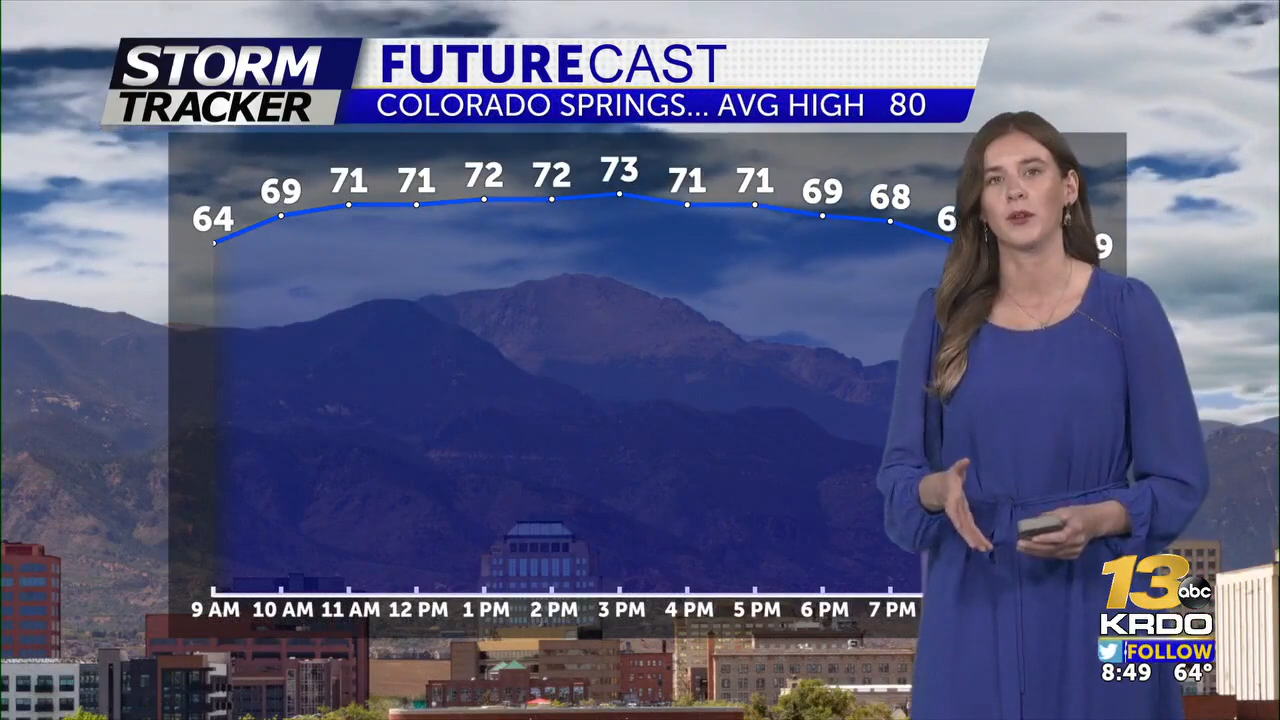 STORM
TRACKER
FUTURECAST
COLORADO SPRINGS... AVG HIGH 80
64 69 71 71 72 72 73 71 71 69 68
9 AM 10 AM 11 AM 12 PM 1 PM 2 PM 3 PM 4 PM 5 PM 6 PM 7 PM
13 abc
KRDO
FOLLOW
8:49 64°